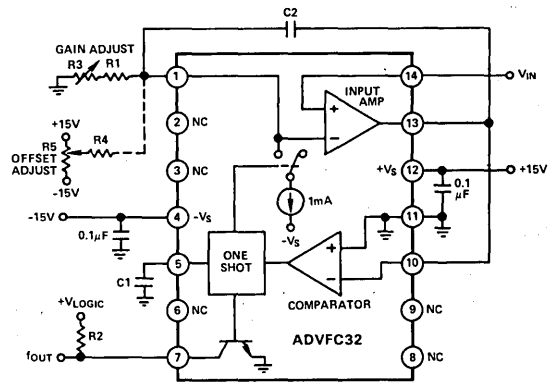 C2
GAIN ADJUST
R3 R1
1
14
VIN
INPUT
AMP
+
−
13
2
NC
+15V
R5
OFFSET
ADJUST
R4
-15V
3
NC
+VS
12
+15V
0.1
µF
1mA
-VS
-15V
4
-VS
0.1µF
11
+
−
5
C1
ONE
SHOT
10
COMPARATOR
6
NC
9
NC
+VLOGIC
R2
ADVFC32
fOUT
7
8
NC